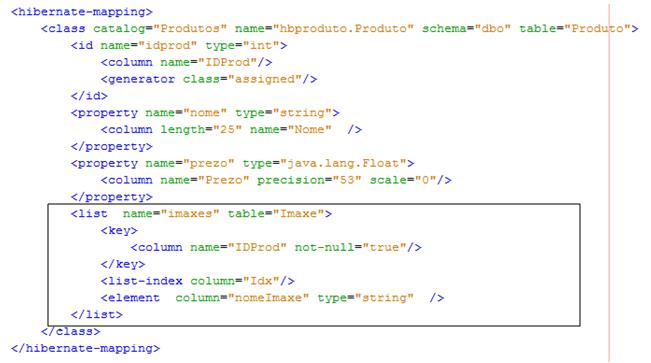 <hibernate-mapping>
<class catalog="Produtos" name="hbproduto.Produto" schema="dbo" table="Produto">
<id name="idprod" type="int">
<column name="IDProd"/>
<generator class="assigned"/>
</id>
<property name="nome" type="string">
<column length="25" name="Nome"  />
</property>
<property name="prezo" type="java.lang.Float">
<column name="Prezo" precision="53" scale="0"/>
</property>
<list  name="imaxes" table="Imaxe">
<key>
<column name="IDProd" not-null="true"/>
</key>
<list-index column="Idx"/>
<element  column="nomeImaxe" type="string"  />
</list>
</class>
</hibernate-mapping>